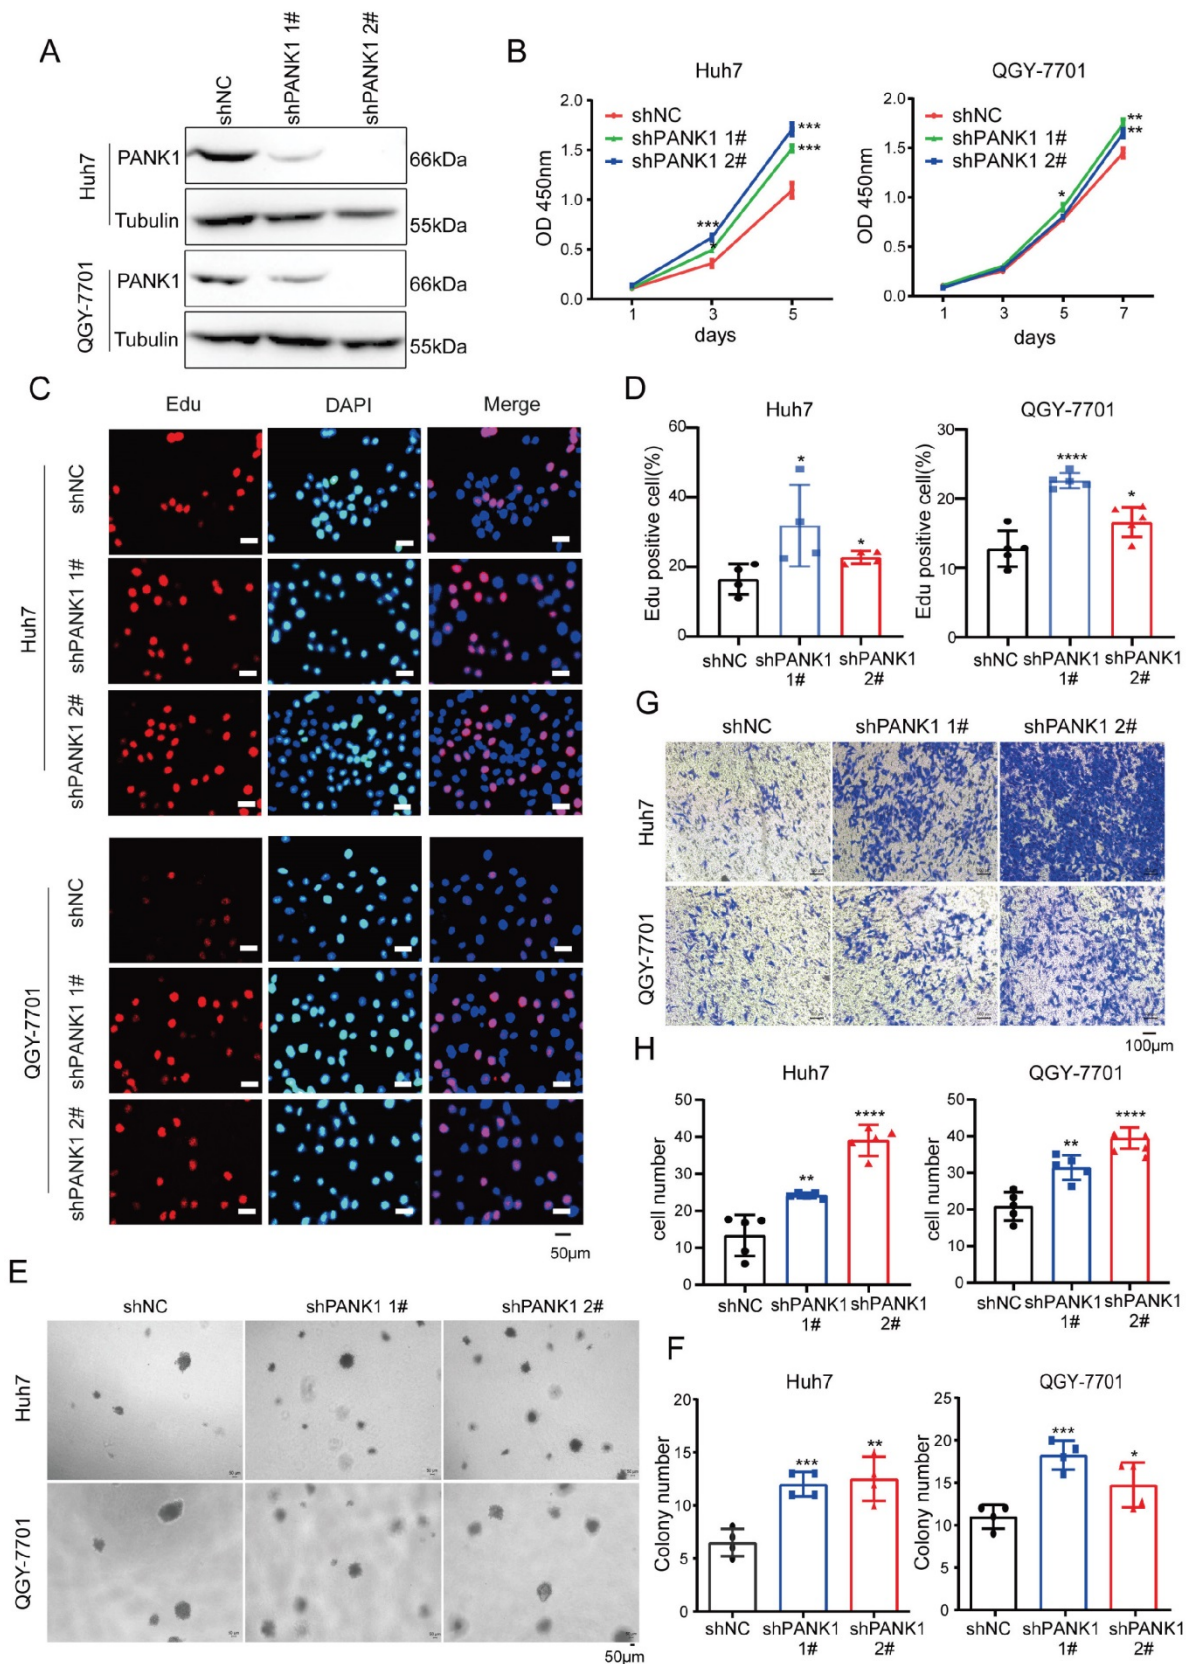 A
shNC
shPANK1 1#
shPANK1 2#
Huh7
PANK1
66kDa
Tubulin
55kDa
QGY-7701
PANK1
66kDa
Tubulin
55kDa
B
Huh7
OD 450nm
2.0
1.5
1.0
0.5
0.0
shNC
shPANK1 1#
shPANK1 2#
***
***
***
*
1
3
5
days
QGY-7701
OD 450nm
2.0
1.5
1.0
0.5
0.0
shNC
shPANK1 1#
shPANK1 2#
**
**
*
1
3
5
7
days
C
Edu
DAPI
Merge
Huh7
shNC
shPANK1 1#
shPANK1 2#
QGY-7701
shNC
shPANK1 1#
shPANK1 2#
50μm
D
Huh7
Edu positive cell(%)
60
40
20
0
*
*
shNC
shPANK1
1#
shPANK1
2#
QGY-7701
Edu positive cell(%)
30
20
10
0
****
*
shNC
shPANK1
1#
shPANK1
2#
G
shNC
shPANK1 1#
shPANK1 2#
Huh7
QGY-7701
100μm
H
Huh7
cell number
50
40
30
20
10
0
**
****
shNC
shPANK1
1#
shPANK1
2#
QGY-7701
cell number
50
40
30
20
10
0
**
****
shNC
shPANK1
1#
shPANK1
2#
E
shNC
shPANK1 1#
shPANK1 2#
Huh7
QGY-7701
50μm
F
Huh7
Colony number
20
15
10
5
0
***
**
shNC
shPANK1
1#
shPANK1
2#
QGY-7701
Colony number
25
20
15
10
5
0
***
*
shNC
shPANK1
1#
shPANK1
2#